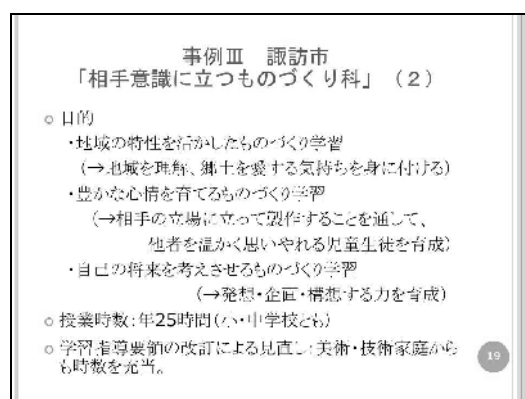 事例Ⅲ　諏訪市
「相手意識に立つものづくり科」（2）
○ 目的
・地域の特性を活かしたものづくり学習
（→地域を理解、郷土を愛する気持ちを身に付ける）
・豊かな心情を育てるものづくり学習
（→相手の立場に立って製作することを通して、
他者を温かく思いやれる児童生徒を育成）
・自己の将来を考えさせるものづくり学習
（→発想・企画・構想する力を育成）
○ 授業時数：年25時間（小・中学校とも）
○ 学習指導要領の改訂による見直し：美術・技術家庭から
も時数を充当。
19